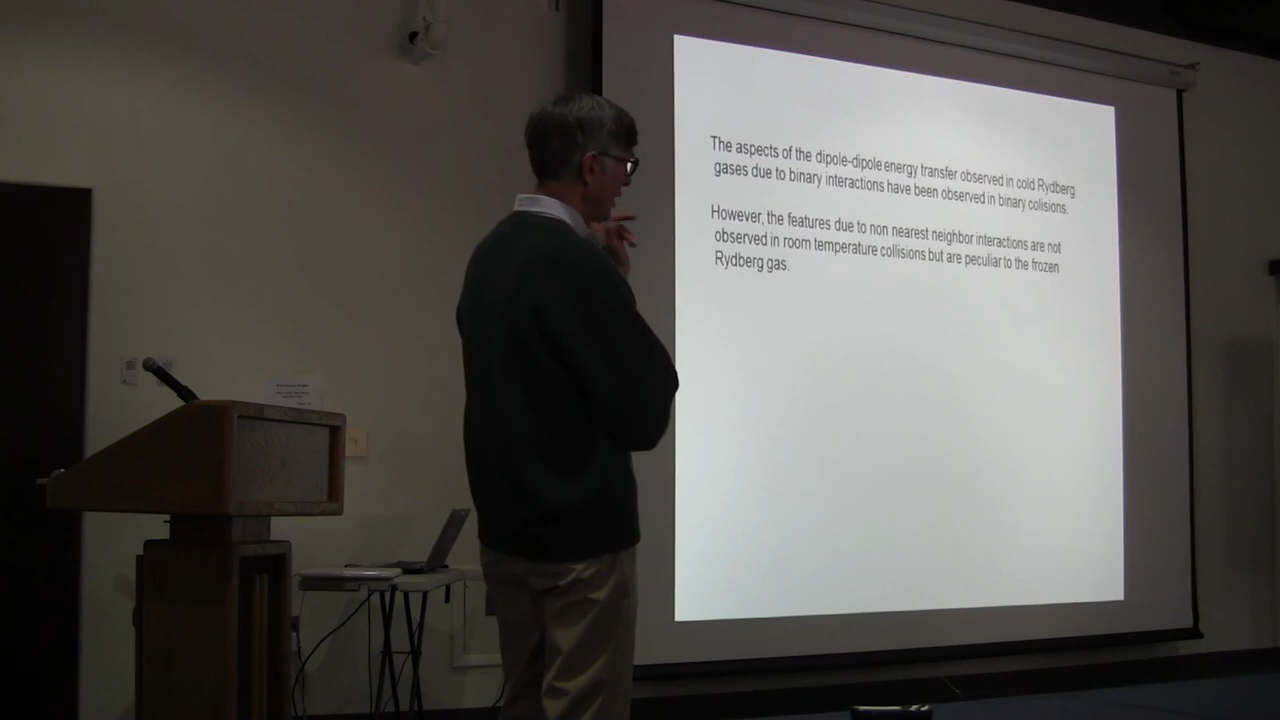 The aspects of the dipole-dipole energy transfer observed in cold Rydberg
gases due to binary interactions have been observed in binary colisions.
However, the features due to non nearest neighbor interactions are not
observed in room temperature collisions but are peculiar to the frozen
Rydberg gas.